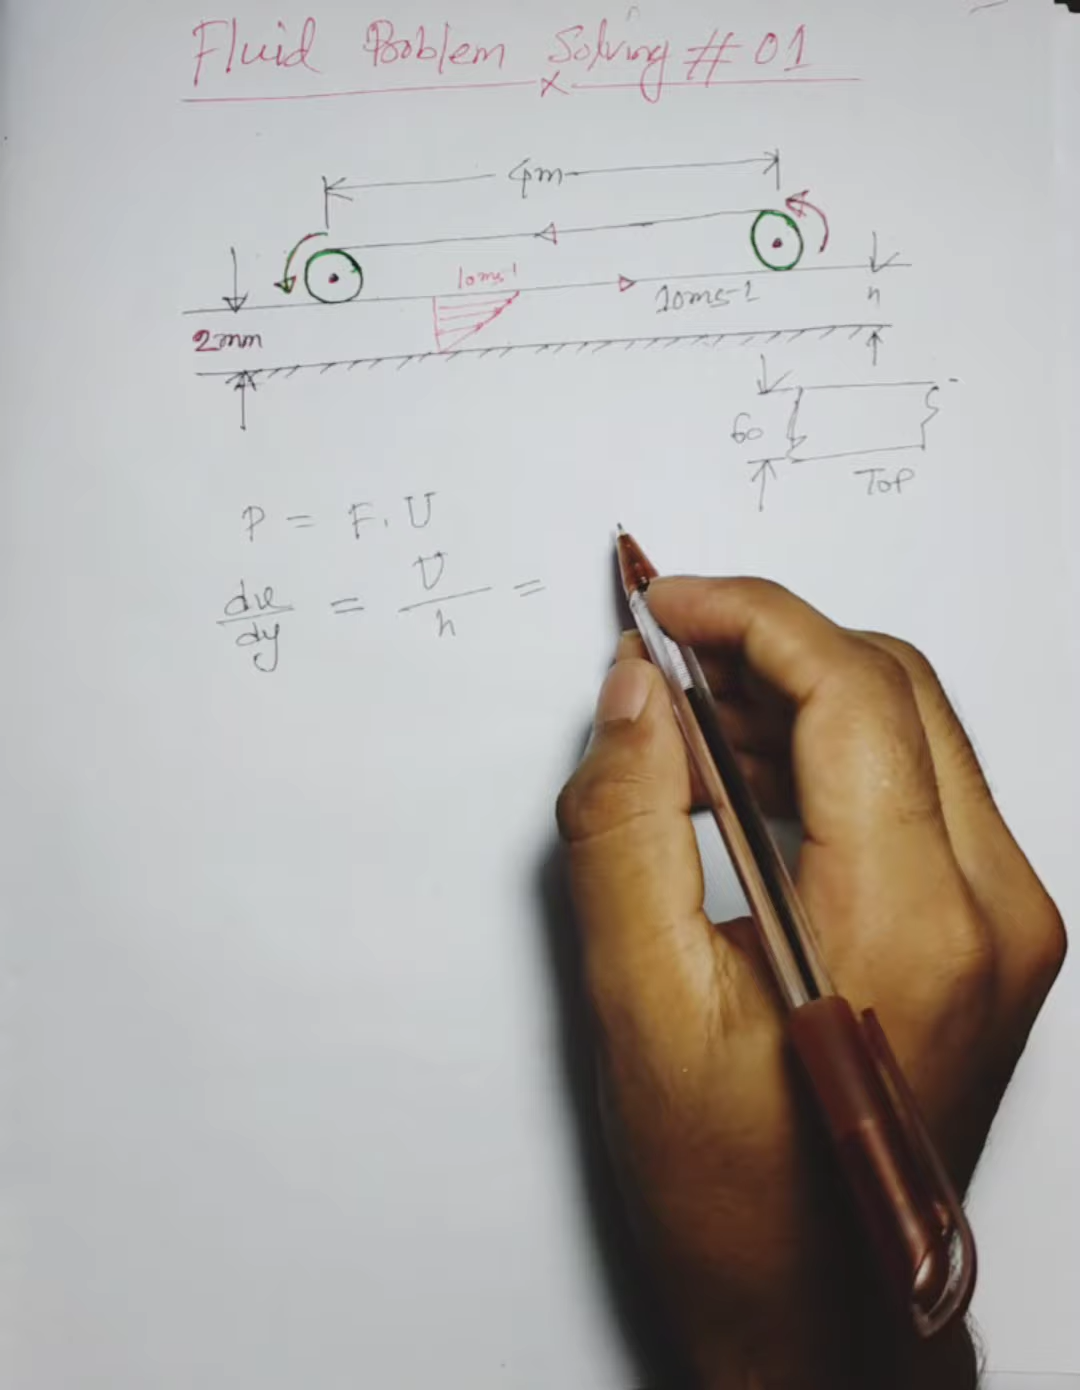 Fluid Problem Solving # 01
x
4m
10ms-1
10ms-1
h
2mm
60
TOP
P = F. U
du/dy = U/h =